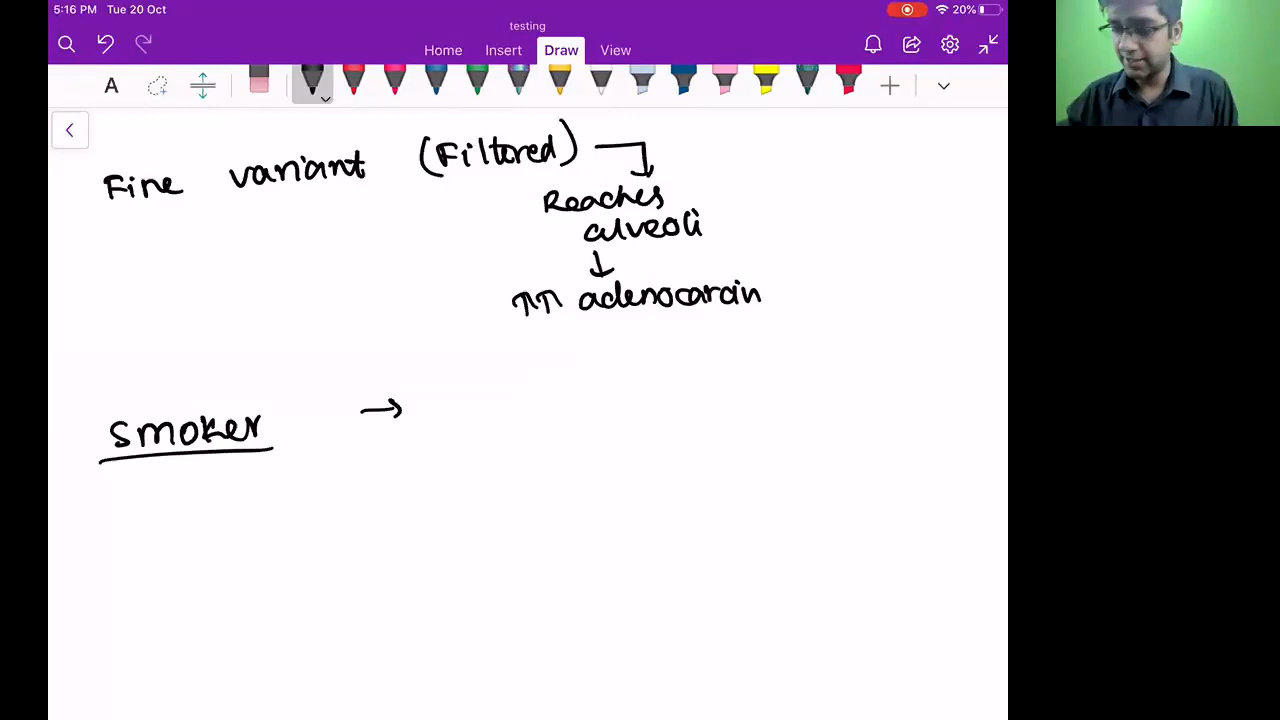 5:16 PM Tue 20 Oct
20%
testing
Home Insert Draw View
A
Fine variant (Filtered)
Reaches
alveoli
↓
↑↑ adenocarcin
smoker →